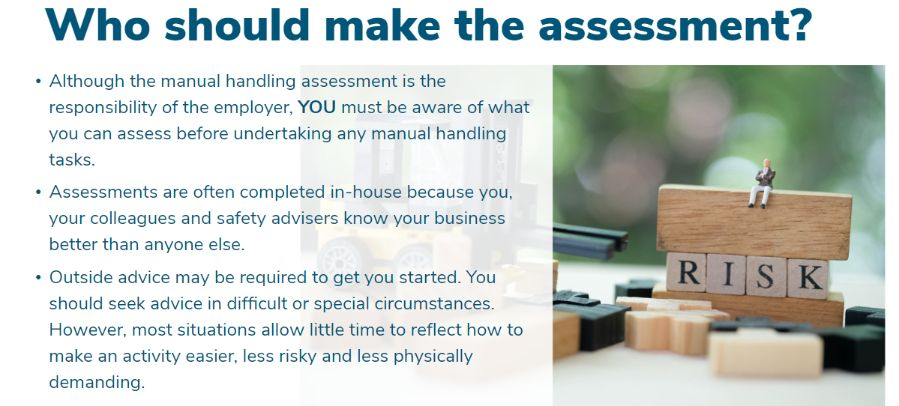 Who should make the assessment?
• Although the manual handling assessment is the
responsibility of the employer, YOU must be aware of what
you can assess before undertaking any manual handling
tasks.
• Assessments are often completed in-house because you,
your colleagues and safety advisers know your business
better than anyone else.
• Outside advice may be required to get you started. You
should seek advice in difficult or special circumstances.
However, most situations allow little time to reflect how to
make an activity easier, less risky and less physically
demanding.
RISK